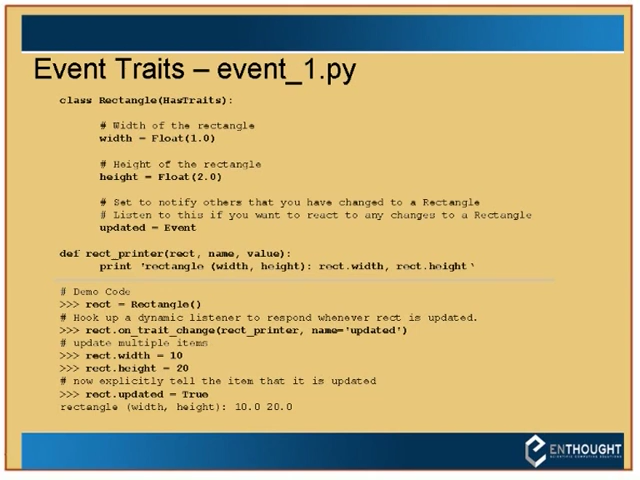 Event Traits – event_1.py
class Rectangle(HasTraits):
# Width of the rectangle
width = Float(1.0)
# Height of the rectangle
height = Float(2.0)
# Set to notify others that you have changed to a Rectangle
# Listen to this if you want to react to any changes to a Rectangle
updated = Event
def rect_printer(rect, name, value):
print 'rectangle (width, height): rect.width, rect.height‘
# Demo Code
>>> rect = Rectangle()
# Hook up a dynamic listener to respond whenever rect is updated.
>>> rect.on_trait_change(rect_printer, name='updated')
# update multiple items
>>> rect.width = 10
>>> rect.height = 20
# now explicitly tell the item that it is updated
>>> rect.updated = True
rectangle (width, height): 10.0 20.0
ENTHOUGHT
SCIENTIFIC COMPUTING SOLUTIONS